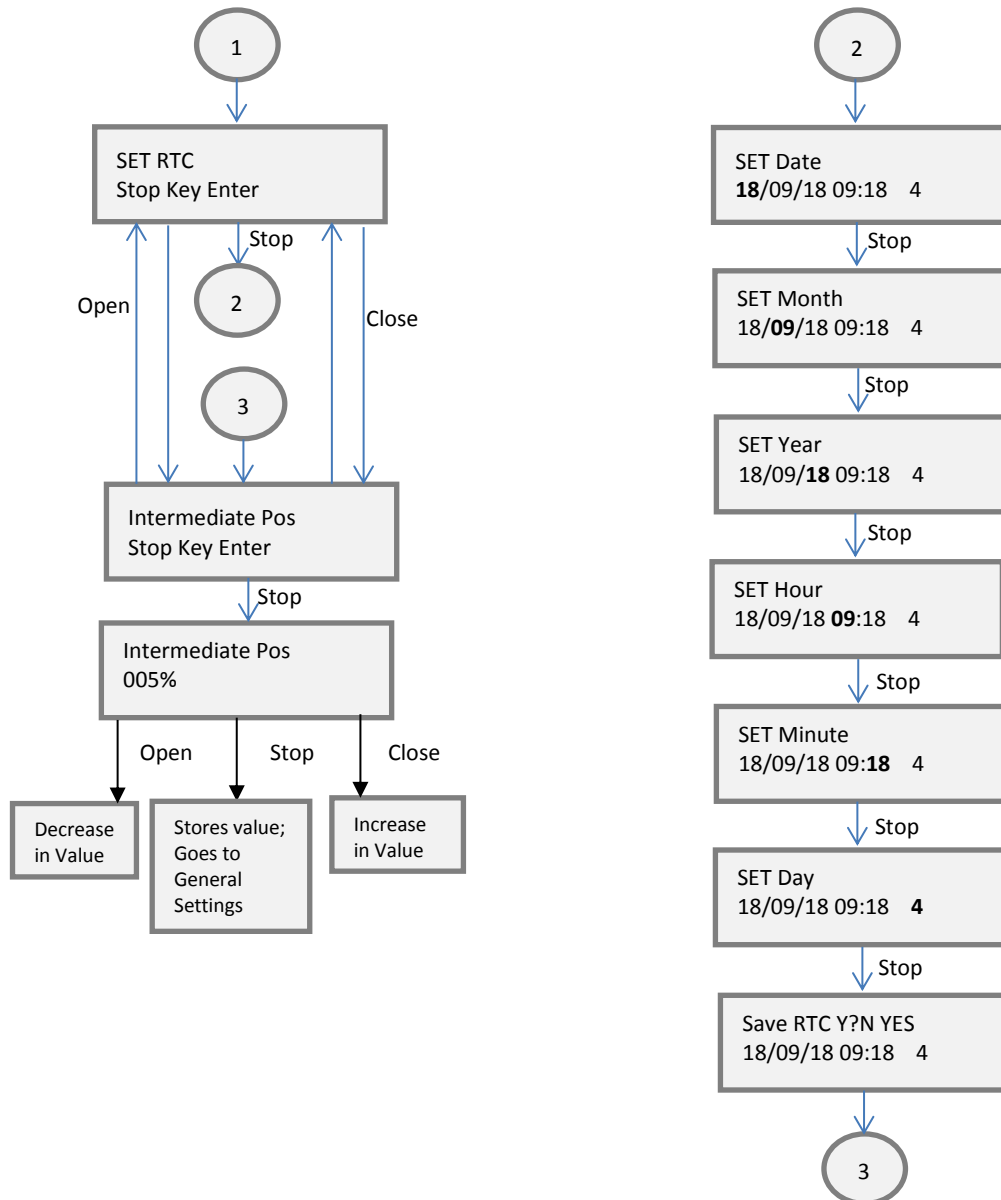 1
SET RTC
Stop Key Enter
Stop
Open
2
Close
3
Intermediate Pos
Stop Key Enter
Stop
Intermediate Pos
005%
Open
Stop
Close
Decrease
in Value
Stores value;
Goes to
General
Settings
Increase
in Value
2
SET Date
18/09/18 09:18 4
Stop
SET Month
18/09/18 09:18 4
Stop
SET Year
18/09/18 09:18 4
Stop
SET Hour
18/09/18 09:18 4
Stop
SET Minute
18/09/18 09:18 4
Stop
SET Day
18/09/18 09:18 4
Stop
Save RTC Y?N YES
18/09/18 09:18 4
3